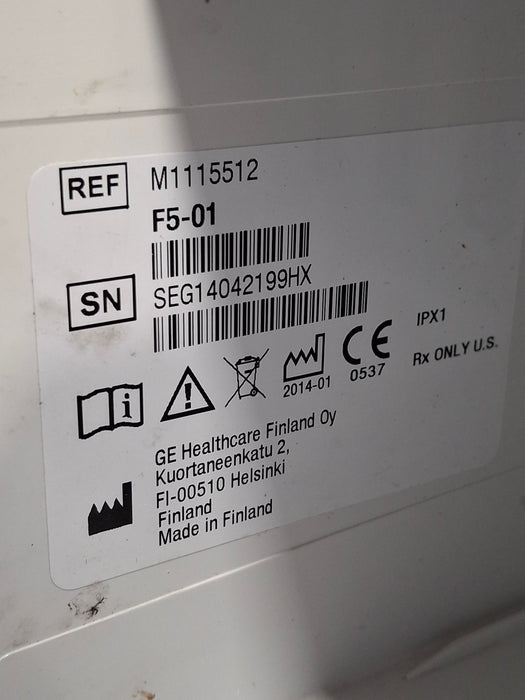 REF M1115512
F5-01
SN SEG14042199HX
IPX1
Rx ONLY U.S.
i
2014-01
CE 0537
GE Healthcare Finland Oy
Kuortaneenkatu 2,
FI-00510 Helsinki
Finland
Made in Finland